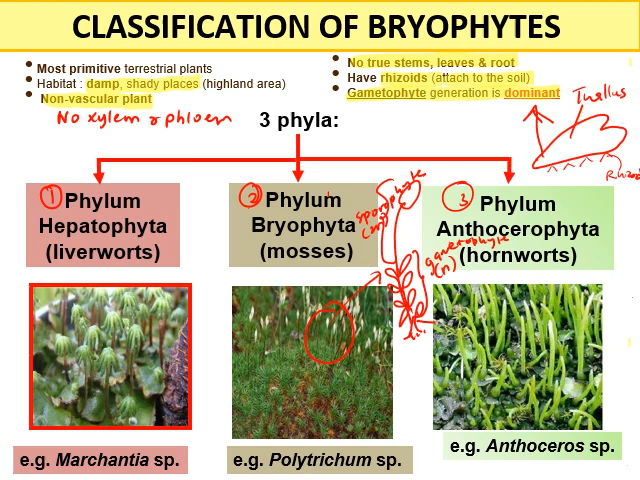 CLASSIFICATION OF BRYOPHYTES
• Most primitive terrestrial plants
• Habitat : damp, shady places (highland area)
• Non-vascular plant
No xylem & phloem
• No true stems, leaves & root
• Have rhizoids (attach to the soil)
• Gametophyte generation is dominant
Thallus
Rhizoid
3 phyla:
1
Phylum
Hepatophyta
(liverworts)
2
Phylum
Bryophyta
(mosses)
sporophyte
(2n)
gametophyte
(n)
3
Phylum
Anthocerophyta
(hornworts)
e.g. Marchantia sp.
e.g. Polytrichum sp.
e.g. Anthoceros sp.